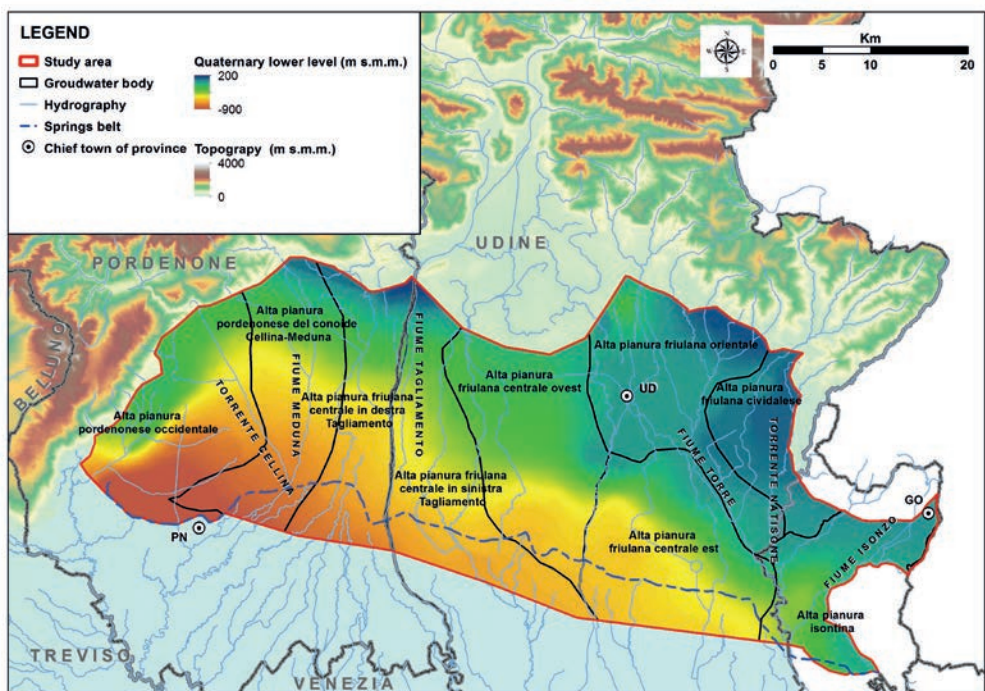 LEGEND
Study area
Groudwater body
Hydrography
Springs belt
Chief town of province
Quaternary lower level (m s.m.m.)
200
-900
Topograpy (m s.m.m.)
4000
0
N
W
E
S
Km
0 5 10 20
UDINE
PORDENONE
BELLUNO
TREVISO
VENEZIA
Alta pianura
pordenonese del conoide
Cellina-Meduna
Alta pianura
pordenonese occidentale
TORRENTE CELLINA
FIUME MEDUNA
Alta pianura friulana
centrale in destra
Tagliamento
FIUME TAGLIAMENTO
Alta pianura friulana
centrale in sinistra
Tagliamento
Alta pianura
friulana centrale ovest
Alta pianura friulana orientale
UD
Alta pianura
friulana cividalese
FIUME TORRE
TORRENTE NATISONE
Alta pianura
friulana centrale est
FIUME ISONZO
GO
Alta pianura
isontina
PN